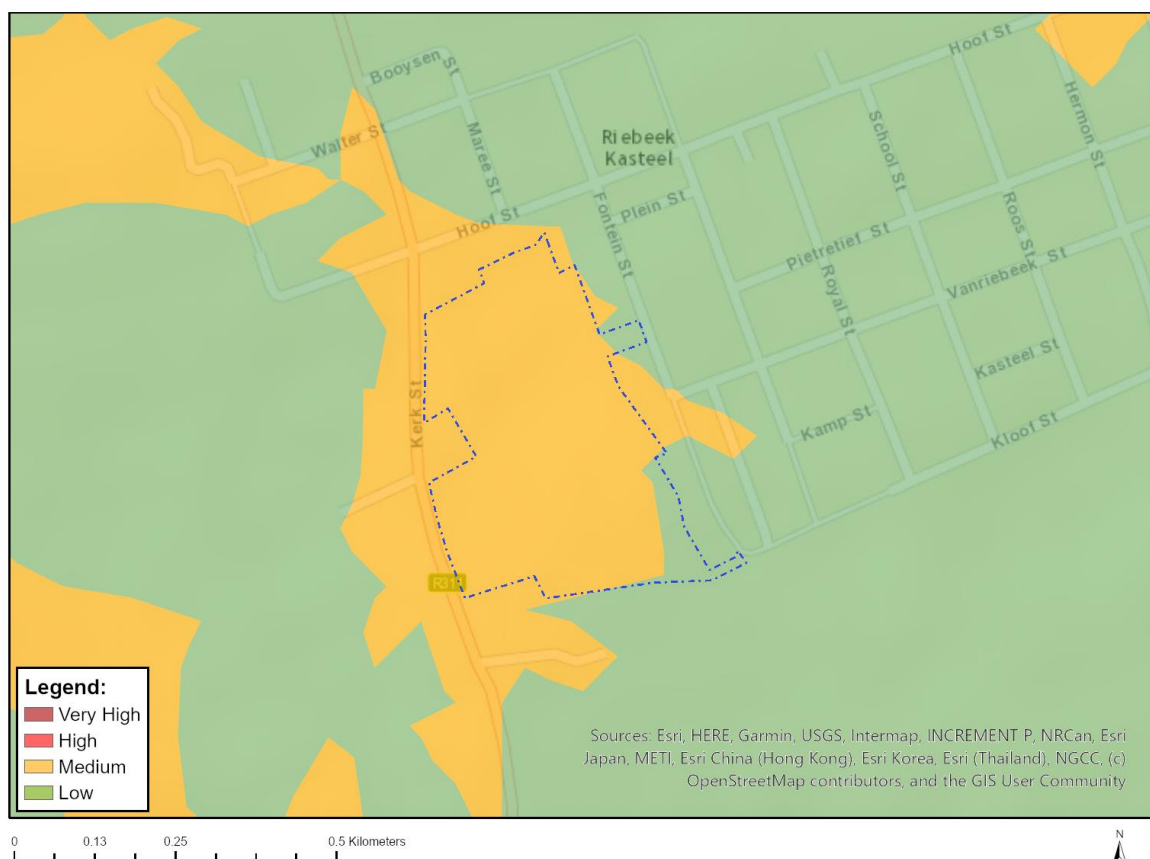 Booysen St
Hoof St
Walter St
Maree St
Riebeek
Kasteel
School St
Hermon St
Hoof St
Fontein St
Plein St
Pietretief St
Roos St
Royal St
Vanriebeek St
Kerk St
Kasteel St
Kamp St
Kloof St
Legend:
Very High
High
Medium
Low
Sources: Esri, HERE, Garmin, USGS, Intermap, INCREMENT P, NRCan, Esri
Japan, METI, Esri China (Hong Kong), Esri Korea, Esri (Thailand), NGCC, (c)
OpenStreetMap contributors, and the GIS User Community
0 0.13 0.25 0.5 Kilometers
N